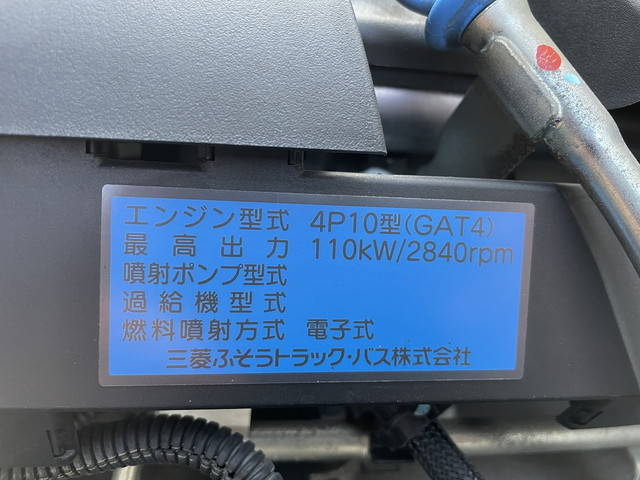 エンジン型式 4P10型(GAT4)
最高出力 110kW/2840rpm
噴射ポンプ型式
過給機型式
燃料噴射方式 電子式
三菱ふそうトラック・バス株式会社